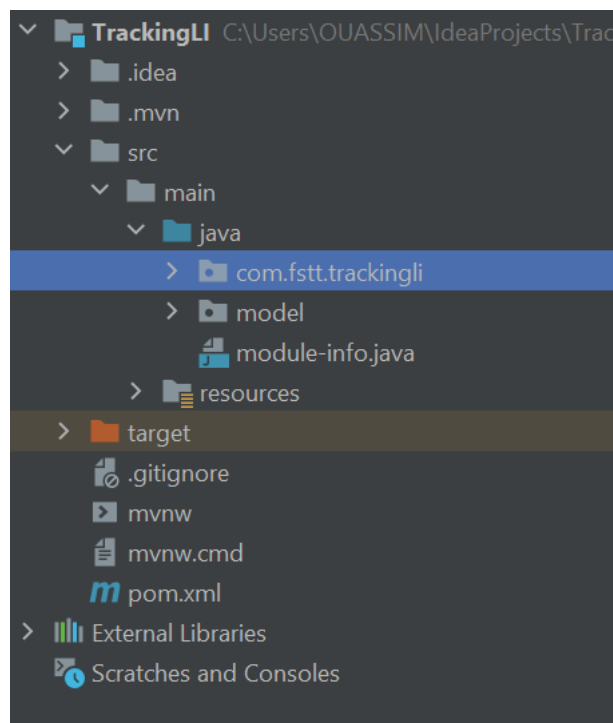 TrackingLI C:\Users\OUASSIM\IdeaProjects\Trac
.idea
.mvn
src
main
java
com.fstt.trackingli
model
module-info.java
resources
target
.gitignore
mvnw
mvnw.cmd
pom.xml
External Libraries
Scratches and Consoles